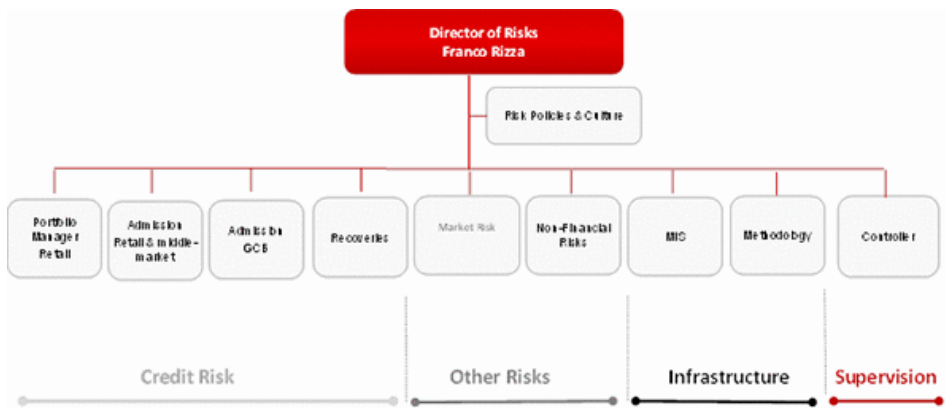 Director of Risks
Franco Rizza
Risk Policies & Culture
Portfolio
Manager
Retail
Admission
Retail & middle-
market
Admission
GCB
Recoveries
Market Risk
Non-Financial
Risks
MIS
Methodology
Controller
Credit Risk
Other Risks
Infrastructure
Supervision